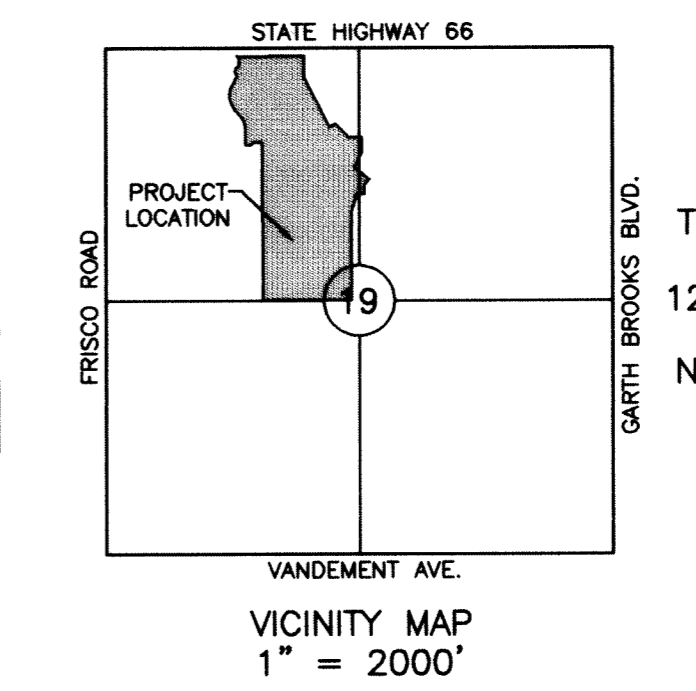 STATE HIGHWAY 66
PROJECT
LOCATION
FRISCO ROAD
19
GARTH BROOKS BLVD.
T
12
N
VANDEMENT AVE.
VICINITY MAP
1" = 2000'